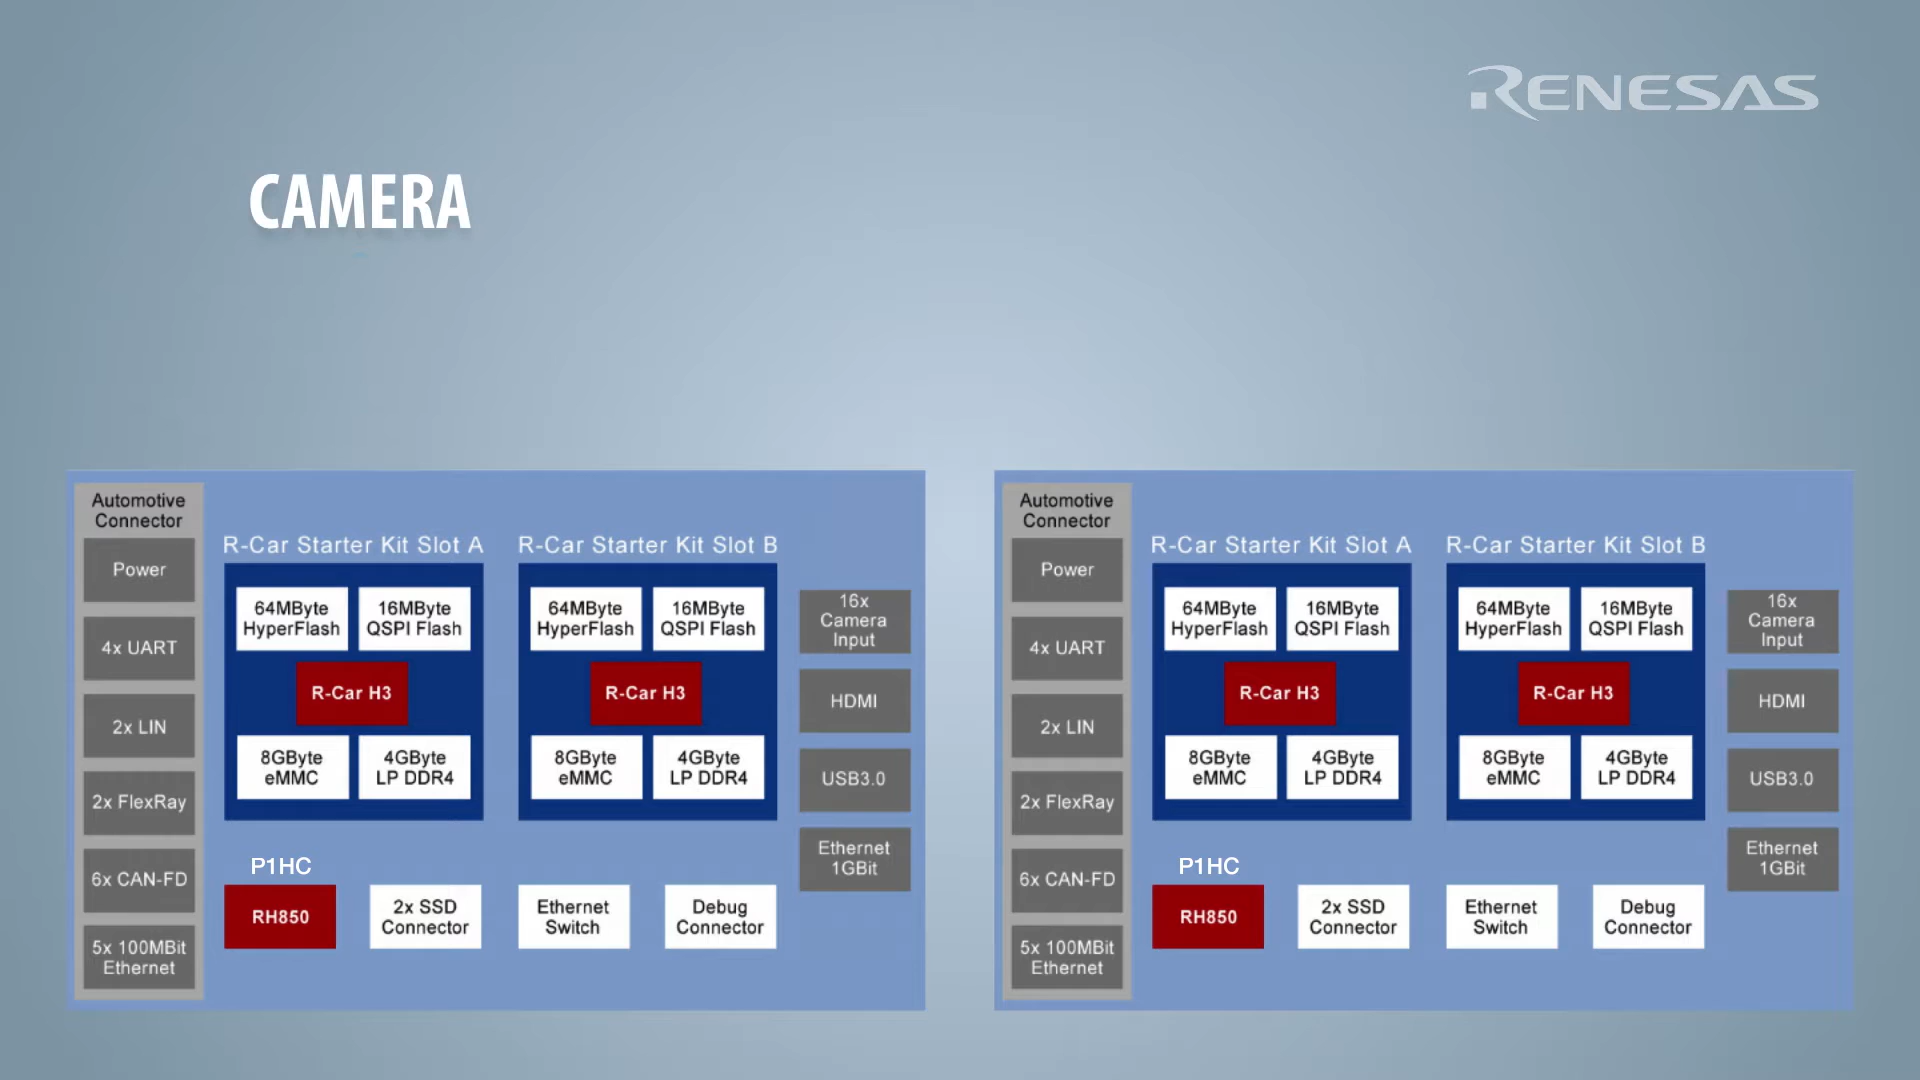 RENESAS
CAMERA
Automotive
Connector
Power
4x UART
2x LIN
2x FlexRay
6x CAN-FD
5x 100MBit
Ethernet
R-Car Starter Kit Slot A
64MByte
HyperFlash
16MByte
QSPI Flash
R-Car H3
8GByte
eMMC
4GByte
LP DDR4
R-Car Starter Kit Slot B
64MByte
HyperFlash
16MByte
QSPI Flash
R-Car H3
8GByte
eMMC
4GByte
LP DDR4
16x
Camera
Input
HDMI
USB3.0
Ethernet
1GBit
P1HC
RH850
2x SSD
Connector
Ethernet
Switch
Debug
Connector
Automotive
Connector
Power
4x UART
2x LIN
2x FlexRay
6x CAN-FD
5x 100MBit
Ethernet
R-Car Starter Kit Slot A
64MByte
HyperFlash
16MByte
QSPI Flash
R-Car H3
8GByte
eMMC
4GByte
LP DDR4
R-Car Starter Kit Slot B
64MByte
HyperFlash
16MByte
QSPI Flash
R-Car H3
8GByte
eMMC
4GByte
LP DDR4
16x
Camera
Input
HDMI
USB3.0
Ethernet
1GBit
P1HC
RH850
2x SSD
Connector
Ethernet
Switch
Debug
Connector